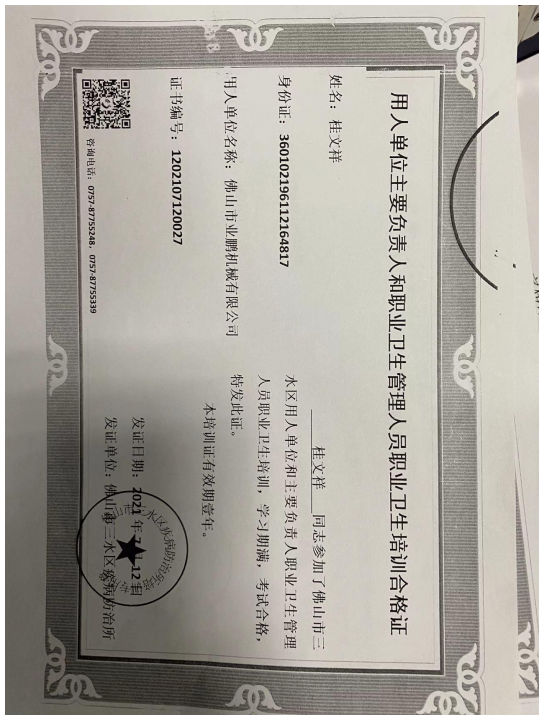 用人单位主要负责人和职业卫生管理人员职业卫生培训合格证
姓名：桂文祥
身份证：360102196112164817
用人单位名称：佛山市业鹏机械有限公司
证书编号：1202107120027
咨询电话：0757-87755248，0757-87755339
桂文祥 同志参加了佛山市三
水区用人单位和主要负责人职业卫生管理
人员职业卫生培训，学习期满，考试合格，
特发此证。
本培训证有效期壹年。
发证日期：2021年7月12日
发证单位：佛山市三水区疾病防治所